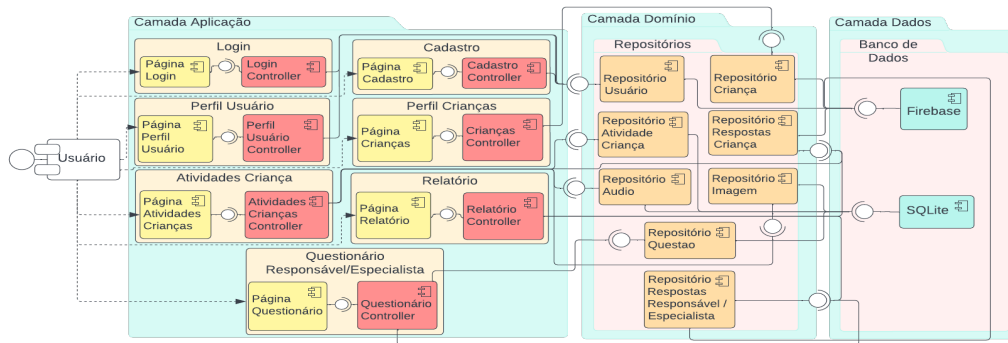 Camada Aplicação
Login
Página
Login
Login
Controller
Cadastro
Página
Cadastro
Cadastro
Controller
Perfil Usuário
Página
Perfil
Usuário
Perfil
Usuário
Controller
Perfil Crianças
Página
Crianças
Crianças
Controller
Usuário
Atividades Criança
Página
Atividades
Crianças
Atividades
Crianças
Controller
Relatório
Página
Relatório
Relatório
Controller
Questionário
Responsável/Especialista
Página
Questionário
Questionário
Controller
Camada Domínio
Repositórios
Repositório
Usuário
Repositório
Criança
Repositório
Atividade
Criança
Repositório
Respostas
Criança
Repositório
Audio
Repositório
Imagem
Repositório
Questao
Repositório
Respostas
Responsável /
Especialista
Camada Dados
Banco de
Dados
Firebase
SQLite